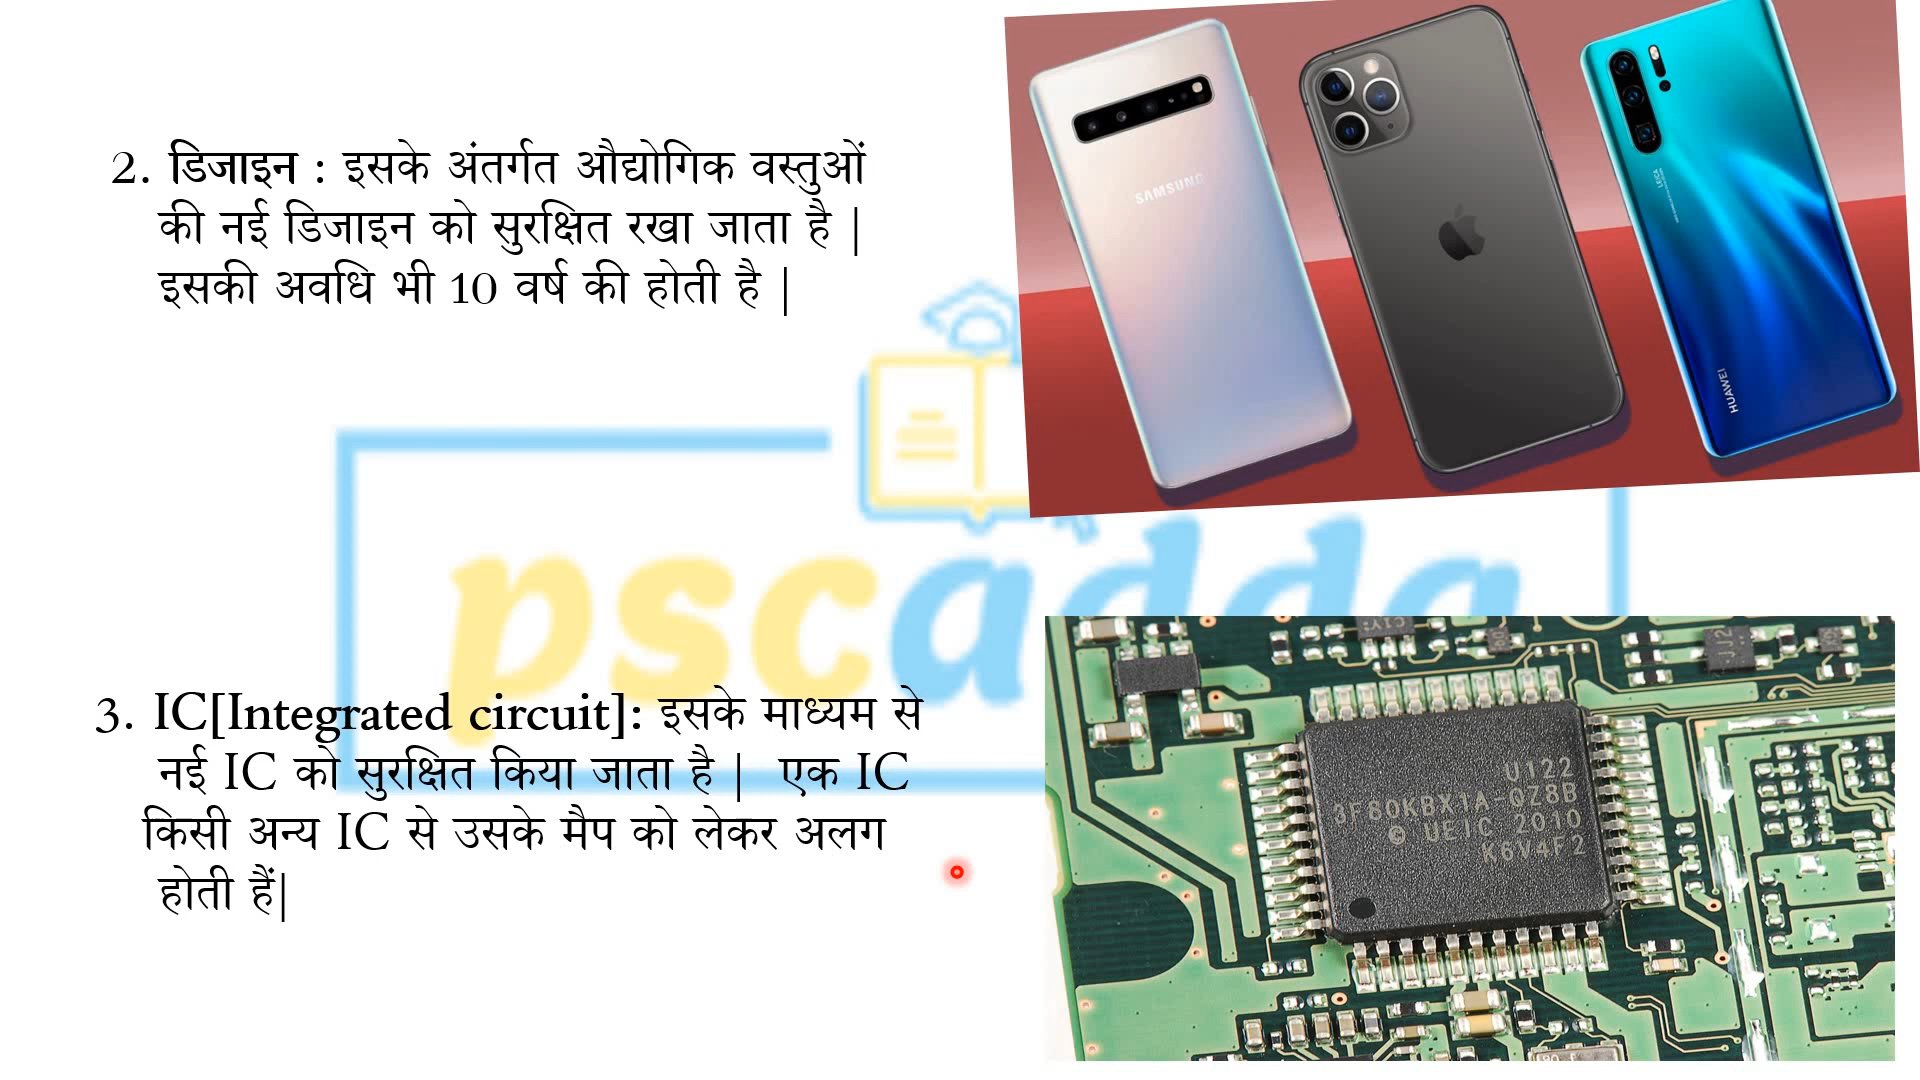 2. डिजाइन : इसके अंतर्गत औद्योगिक वस्तुओं
की नई डिजाइन को सुरक्षित रखा जाता है |
इसकी अवधि भी 10 वर्ष की होती है |
SAMSUNG
LEICA
HUAWEI
pscadda
3. IC[Integrated circuit]: इसके माध्यम से
नई IC को सुरक्षित किया जाता है | एक IC
किसी अन्य IC से उसके मैप को लेकर अलग
होती हैं|
U122
3F80KBX1A-QZ8B
© UEIC 2010
K6V4F2